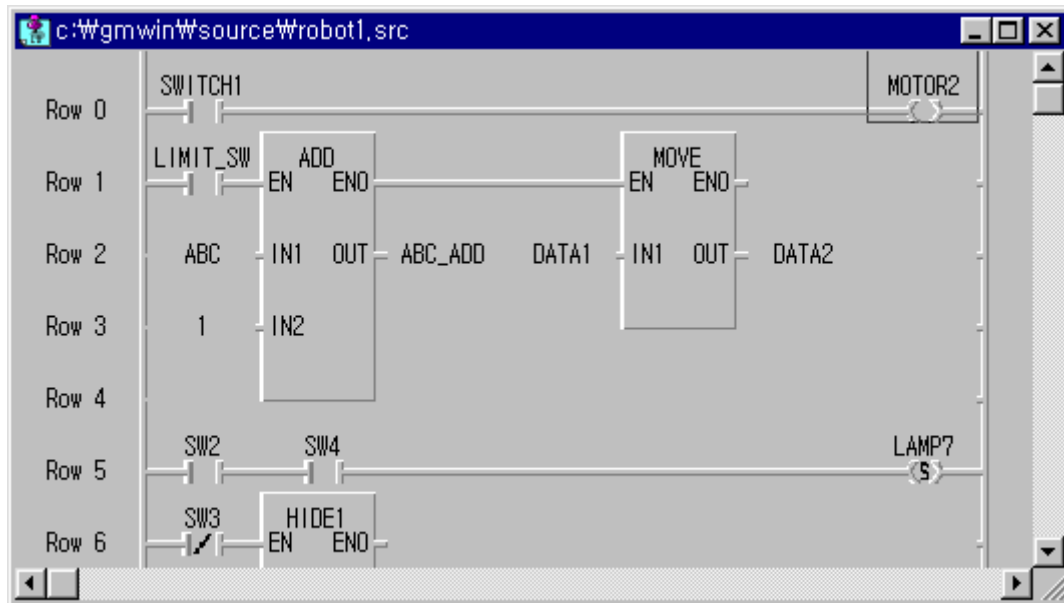 c:₩gmwin₩source₩robot1,src
SWITCH1 MOTOR2
Row 0
LIMIT_SW ADD MOVE
Row 1 EN ENO EN ENO
Row 2 ABC IN1 OUT ABC_ADD DATA1 IN1 OUT DATA2
Row 3 1 IN2
Row 4
SW2 SW4 LAMP7
Row 5 S
SW3 HIDE1
Row 6 EN ENO